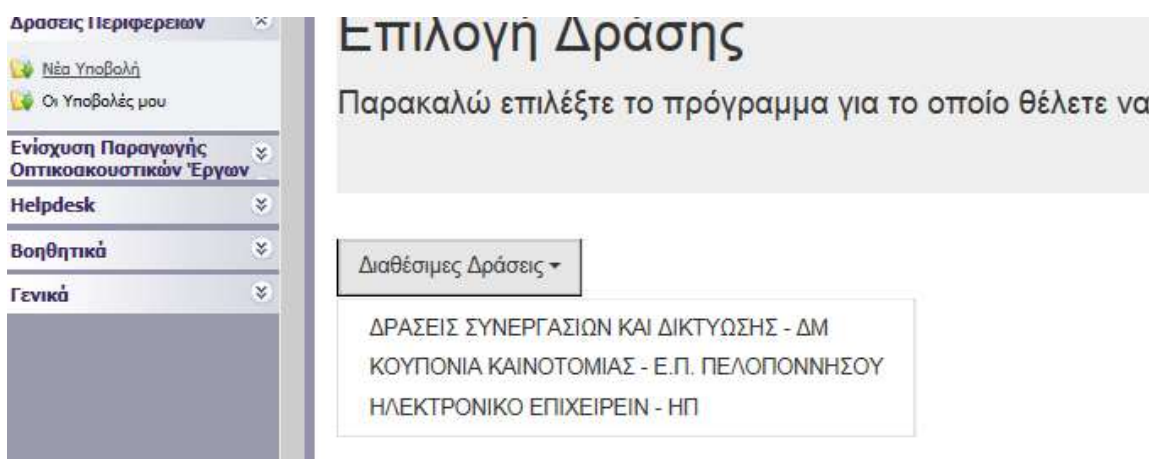 Δράσεις Περιφερειών
Νέα Υποβολή
Οι Υποβολές μου
Ενίσχυση Παραγωγής
Οπτικοακουστικών Έργων
Helpdesk
Βοηθητικά
Γενικά
Επιλογή Δράσης
Παρακαλώ επιλέξτε το πρόγραμμα για το οποίο θέλετε να
Διαθέσιμες Δράσεις
ΔΡΑΣΕΙΣ ΣΥΝΕΡΓΑΣΙΩΝ ΚΑΙ ΔΙΚΤΥΩΣΗΣ - ΔΜ
ΚΟΥΠΟΝΙΑ ΚΑΙΝΟΤΟΜΙΑΣ - Ε.Π. ΠΕΛΟΠΟΝΝΗΣΟΥ
ΗΛΕΚΤΡΟΝΙΚΟ ΕΠΙΧΕΙΡΕΙΝ - ΗΠ